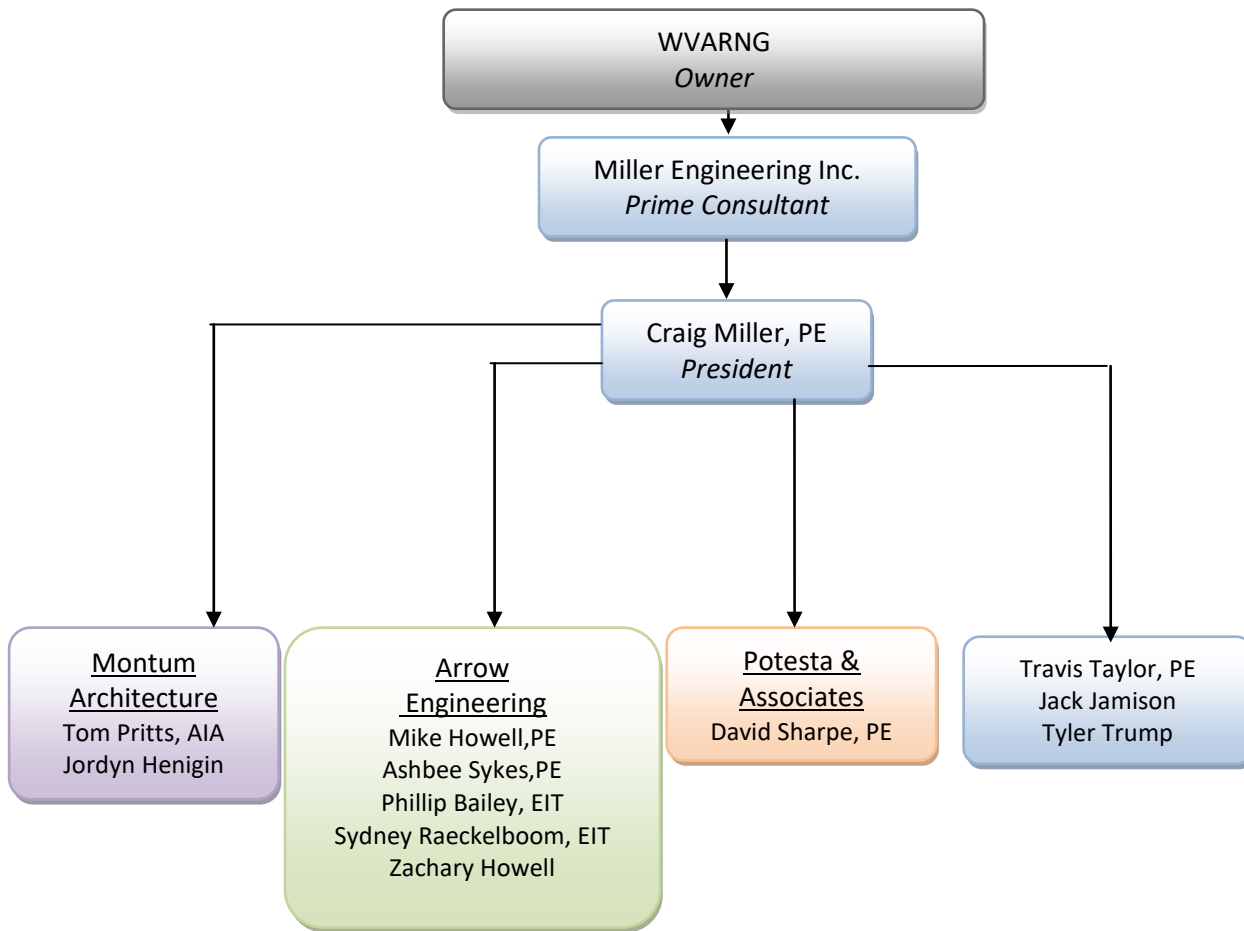 WVARNG
Owner
Miller Engineering Inc.
Prime Consultant
Craig Miller, PE
President
Montum
Architecture
Tom Pritts, AIA
Jordyn Henigin
Arrow
Engineering
Mike Howell,PE
Ashbee Sykes,PE
Phillip Bailey, EIT
Sydney Raeckelboom, EIT
Zachary Howell
Potesta &
Associates
David Sharpe, PE
Travis Taylor, PE
Jack Jamison
Tyler Trump